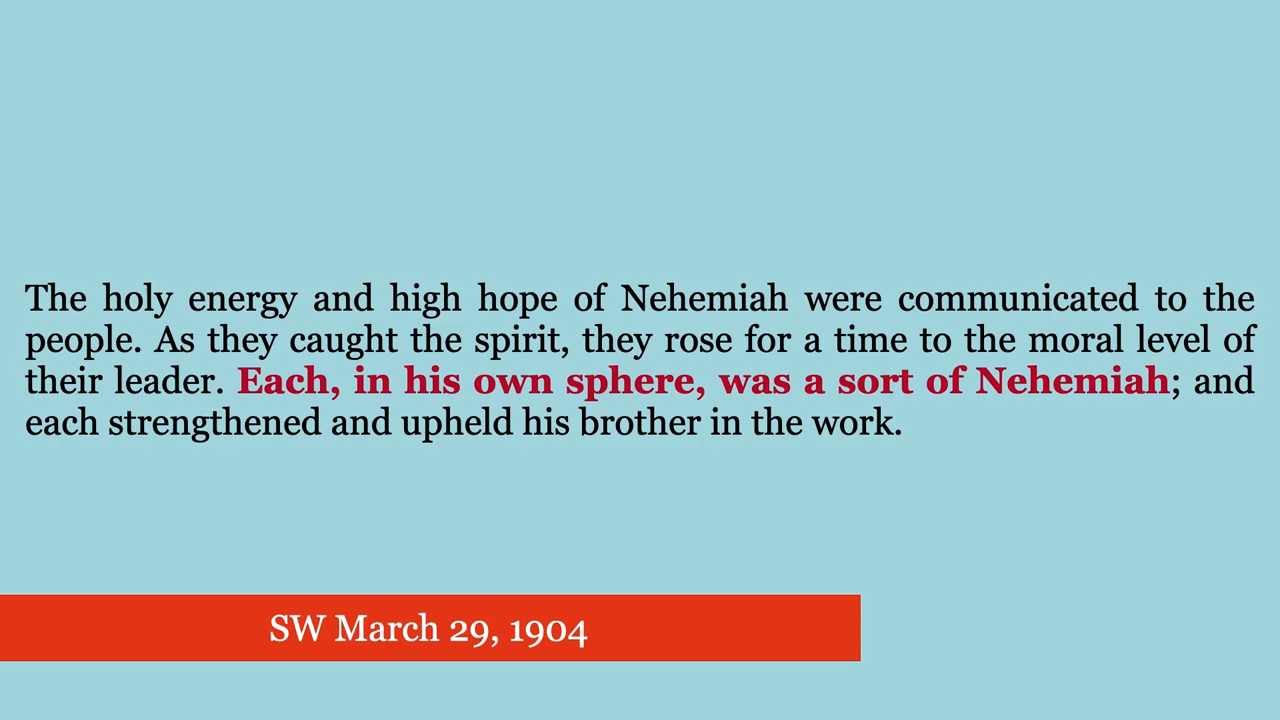 The holy energy and high hope of Nehemiah were communicated to the
people. As they caught the spirit, they rose for a time to the moral level of
their leader. Each, in his own sphere, was a sort of Nehemiah; and
each strengthened and upheld his brother in the work.
SW March 29, 1904